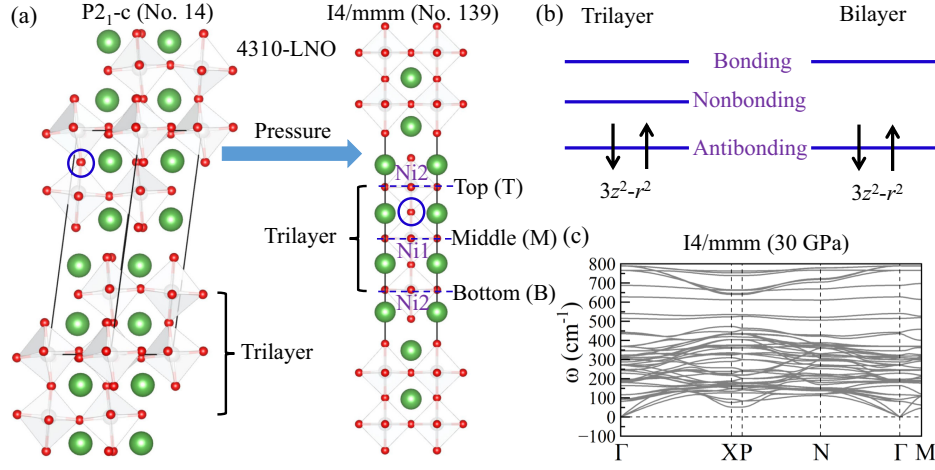 (a)
P2₁-c (No. 14)
I4/mmm (No. 139)
4310-LNO
Pressure
Ni2
Top (T)
Trilayer
Middle (M)
Ni1
Bottom (B)
Ni2
Trilayer
(b)
Trilayer
Bilayer
Bonding
Nonbonding
Antibonding
3z²-r²
3z²-r²
(c)
I4/mmm (30 GPa)
ω (cm⁻¹)
800
700
600
500
400
300
200
100
0
−100
Γ XP N Γ M